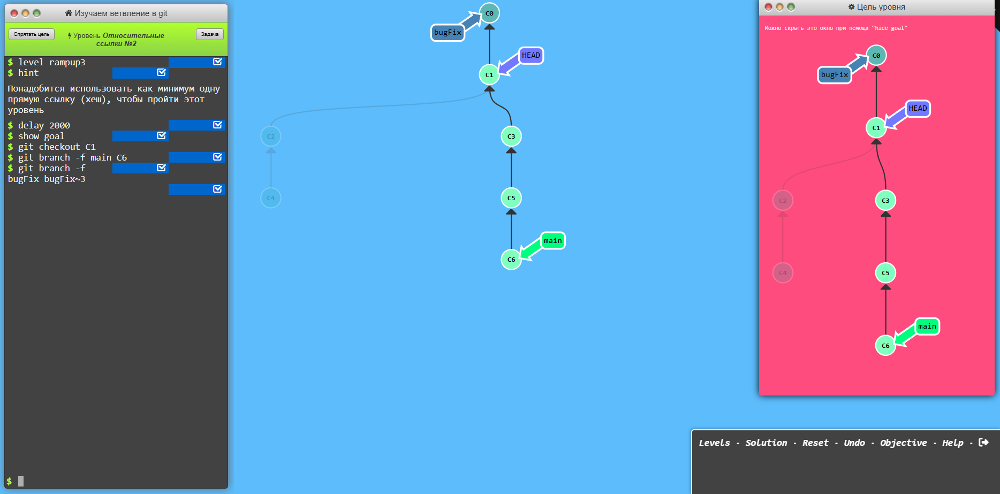 Изучаем ветвление в git
Спрятать цель
Уровень Относительные
ссылки №2
Задача
$ level rampup3
$ hint
Понадобится использовать как минимум одну
прямую ссылку (хеш), чтобы пройти этот
уровень
$ delay 2000
$ show goal
$ git checkout C1
$ git branch -f main C6
$ git branch -f
bugFix bugFix~3
$
C0
bugFix
HEAD
C1
C2
C3
C4
C5
main
C6
Цель уровня
Можно скрыть это окно при помощи "hide goal"
C0
bugFix
HEAD
C1
C2
C3
C4
C5
main
C6
Levels · Solution · Reset · Undo · Objective · Help ·